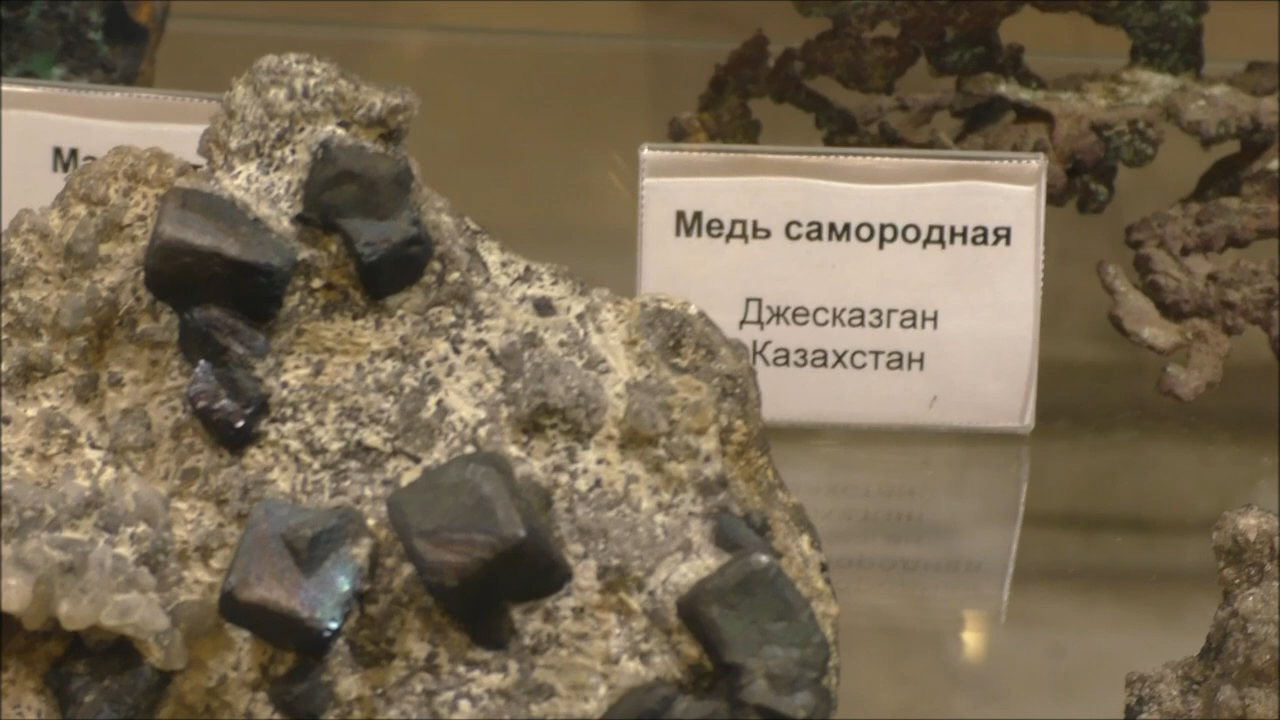 Медь самородная
Джесказган
Казахстан